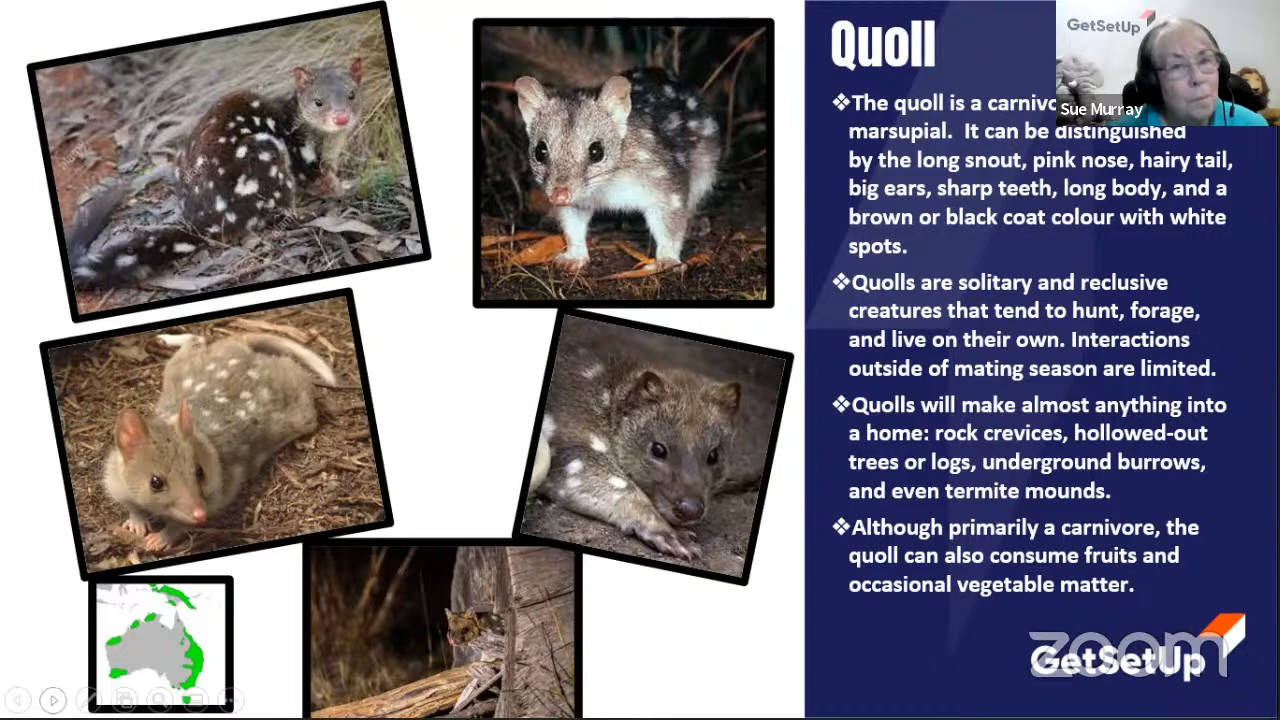 Quoll
GetSetUp
Sue Murray
❖The quoll is a carnivo
marsupial. It can be distinguished
by the long snout, pink nose, hairy tail,
big ears, sharp teeth, long body, and a
brown or black coat colour with white
spots.
❖Quolls are solitary and reclusive
creatures that tend to hunt, forage,
and live on their own. Interactions
outside of mating season are limited.
❖Quolls will make almost anything into
a home: rock crevices, hollowed-out
trees or logs, underground burrows,
and even termite mounds.
❖Although primarily a carnivore, the
quoll can also consume fruits and
occasional vegetable matter.
zoom
GetSetUp